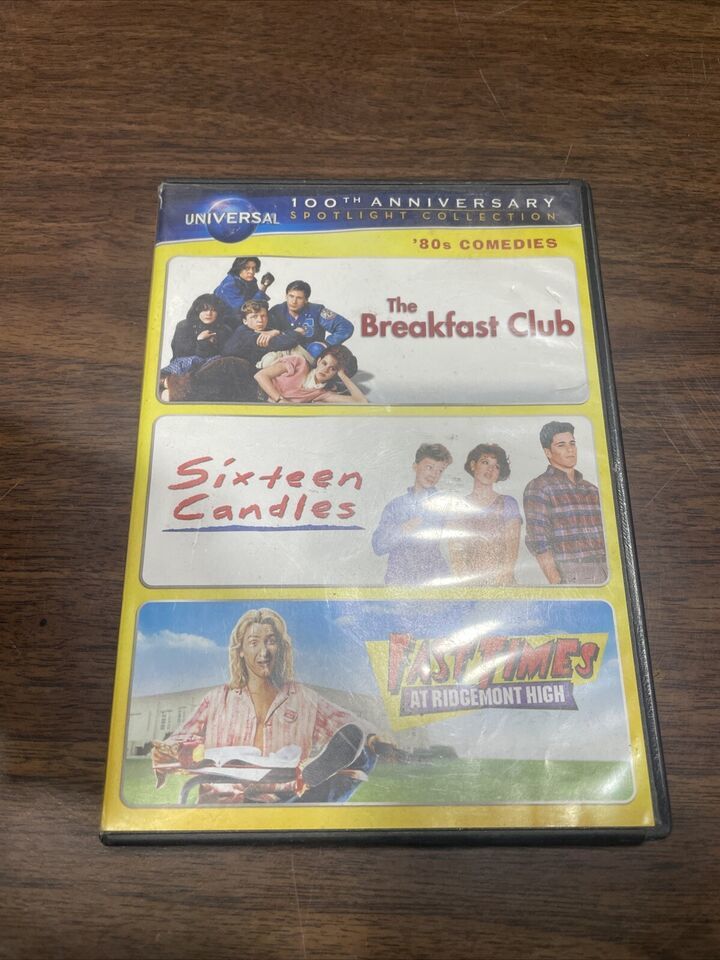 UNIVERSAL
100TH ANNIVERSARY
SPOTLIGHT COLLECTION
'80s COMEDIES
The
Breakfast Club
Sixteen
Candles
FAST TIMES
AT RIDGEMONT HIGH